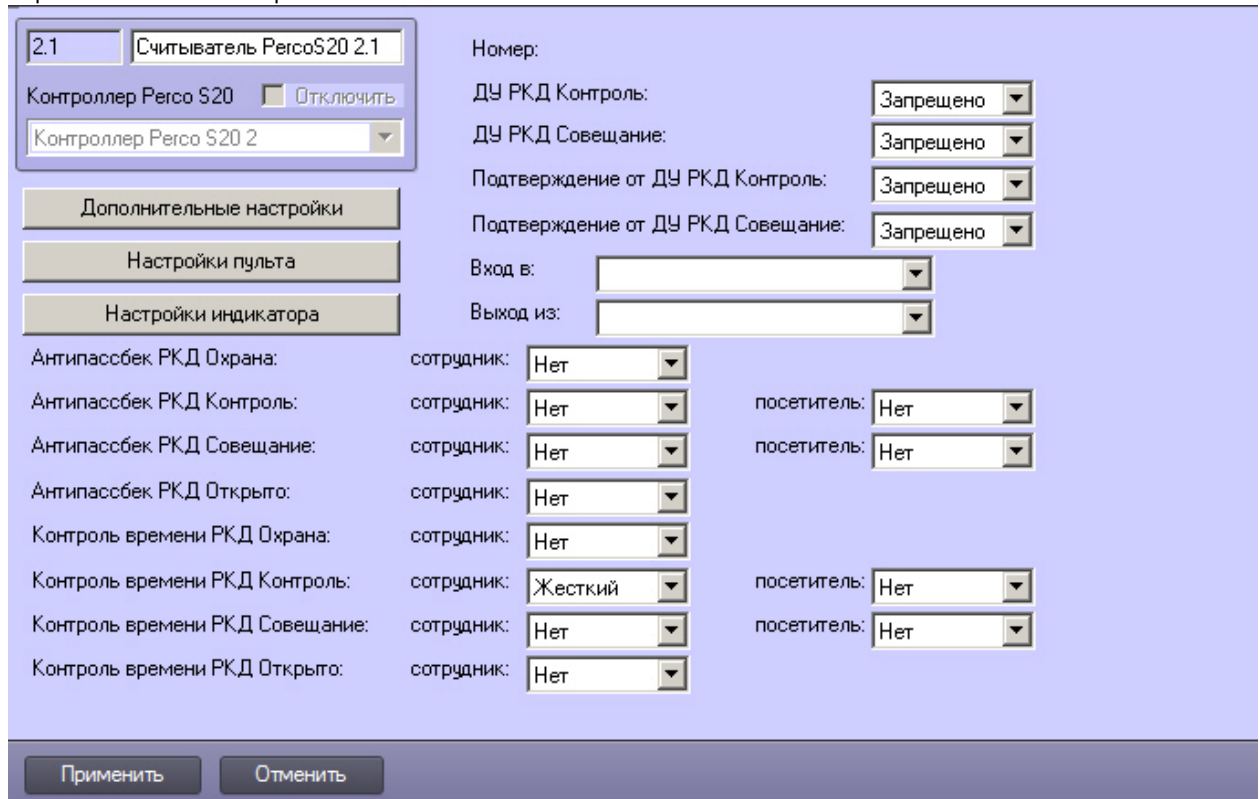 2.1 Считыватель PercoS20 2.1
Контроллер Perco S20 Отключить
Контроллер Perco S20 2
Дополнительные настройки
Настройки пульта
Настройки индикатора
Номер:
ДУ РКД Контроль: Запрещено
ДУ РКД Совещание: Запрещено
Подтверждение от ДУ РКД Контроль: Запрещено
Подтверждение от ДУ РКД Совещание: Запрещено
Вход в:
Выход из:
Антипассбек РКД Охрана: сотрудник: Нет
Антипассбек РКД Контроль: сотрудник: Нет посетитель: Нет
Антипассбек РКД Совещание: сотрудник: Нет посетитель: Нет
Антипассбек РКД Открыто: сотрудник: Нет
Контроль времени РКД Охрана: сотрудник: Нет
Контроль времени РКД Контроль: сотрудник: Жесткий посетитель: Нет
Контроль времени РКД Совещание: сотрудник: Нет посетитель: Нет
Контроль времени РКД Открыто: сотрудник: Нет
Применить Отменить